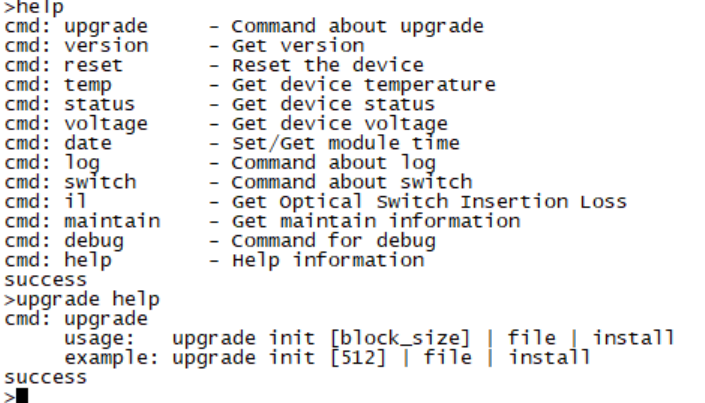 >help
cmd: upgrade - Command about upgrade
cmd: version - Get version
cmd: reset - Reset the device
cmd: temp - Get device temperature
cmd: status - Get device status
cmd: voltage - Get device voltage
cmd: date - Set/Get module time
cmd: log - Command about log
cmd: switch - Command about switch
cmd: il - Get Optical Switch Insertion Loss
cmd: maintain - Get maintain information
cmd: debug - Command for debug
cmd: help - Help information
success
>upgrade help
cmd: upgrade
usage: upgrade init [block_size] | file | install
example: upgrade init [512] | file | install
success
>